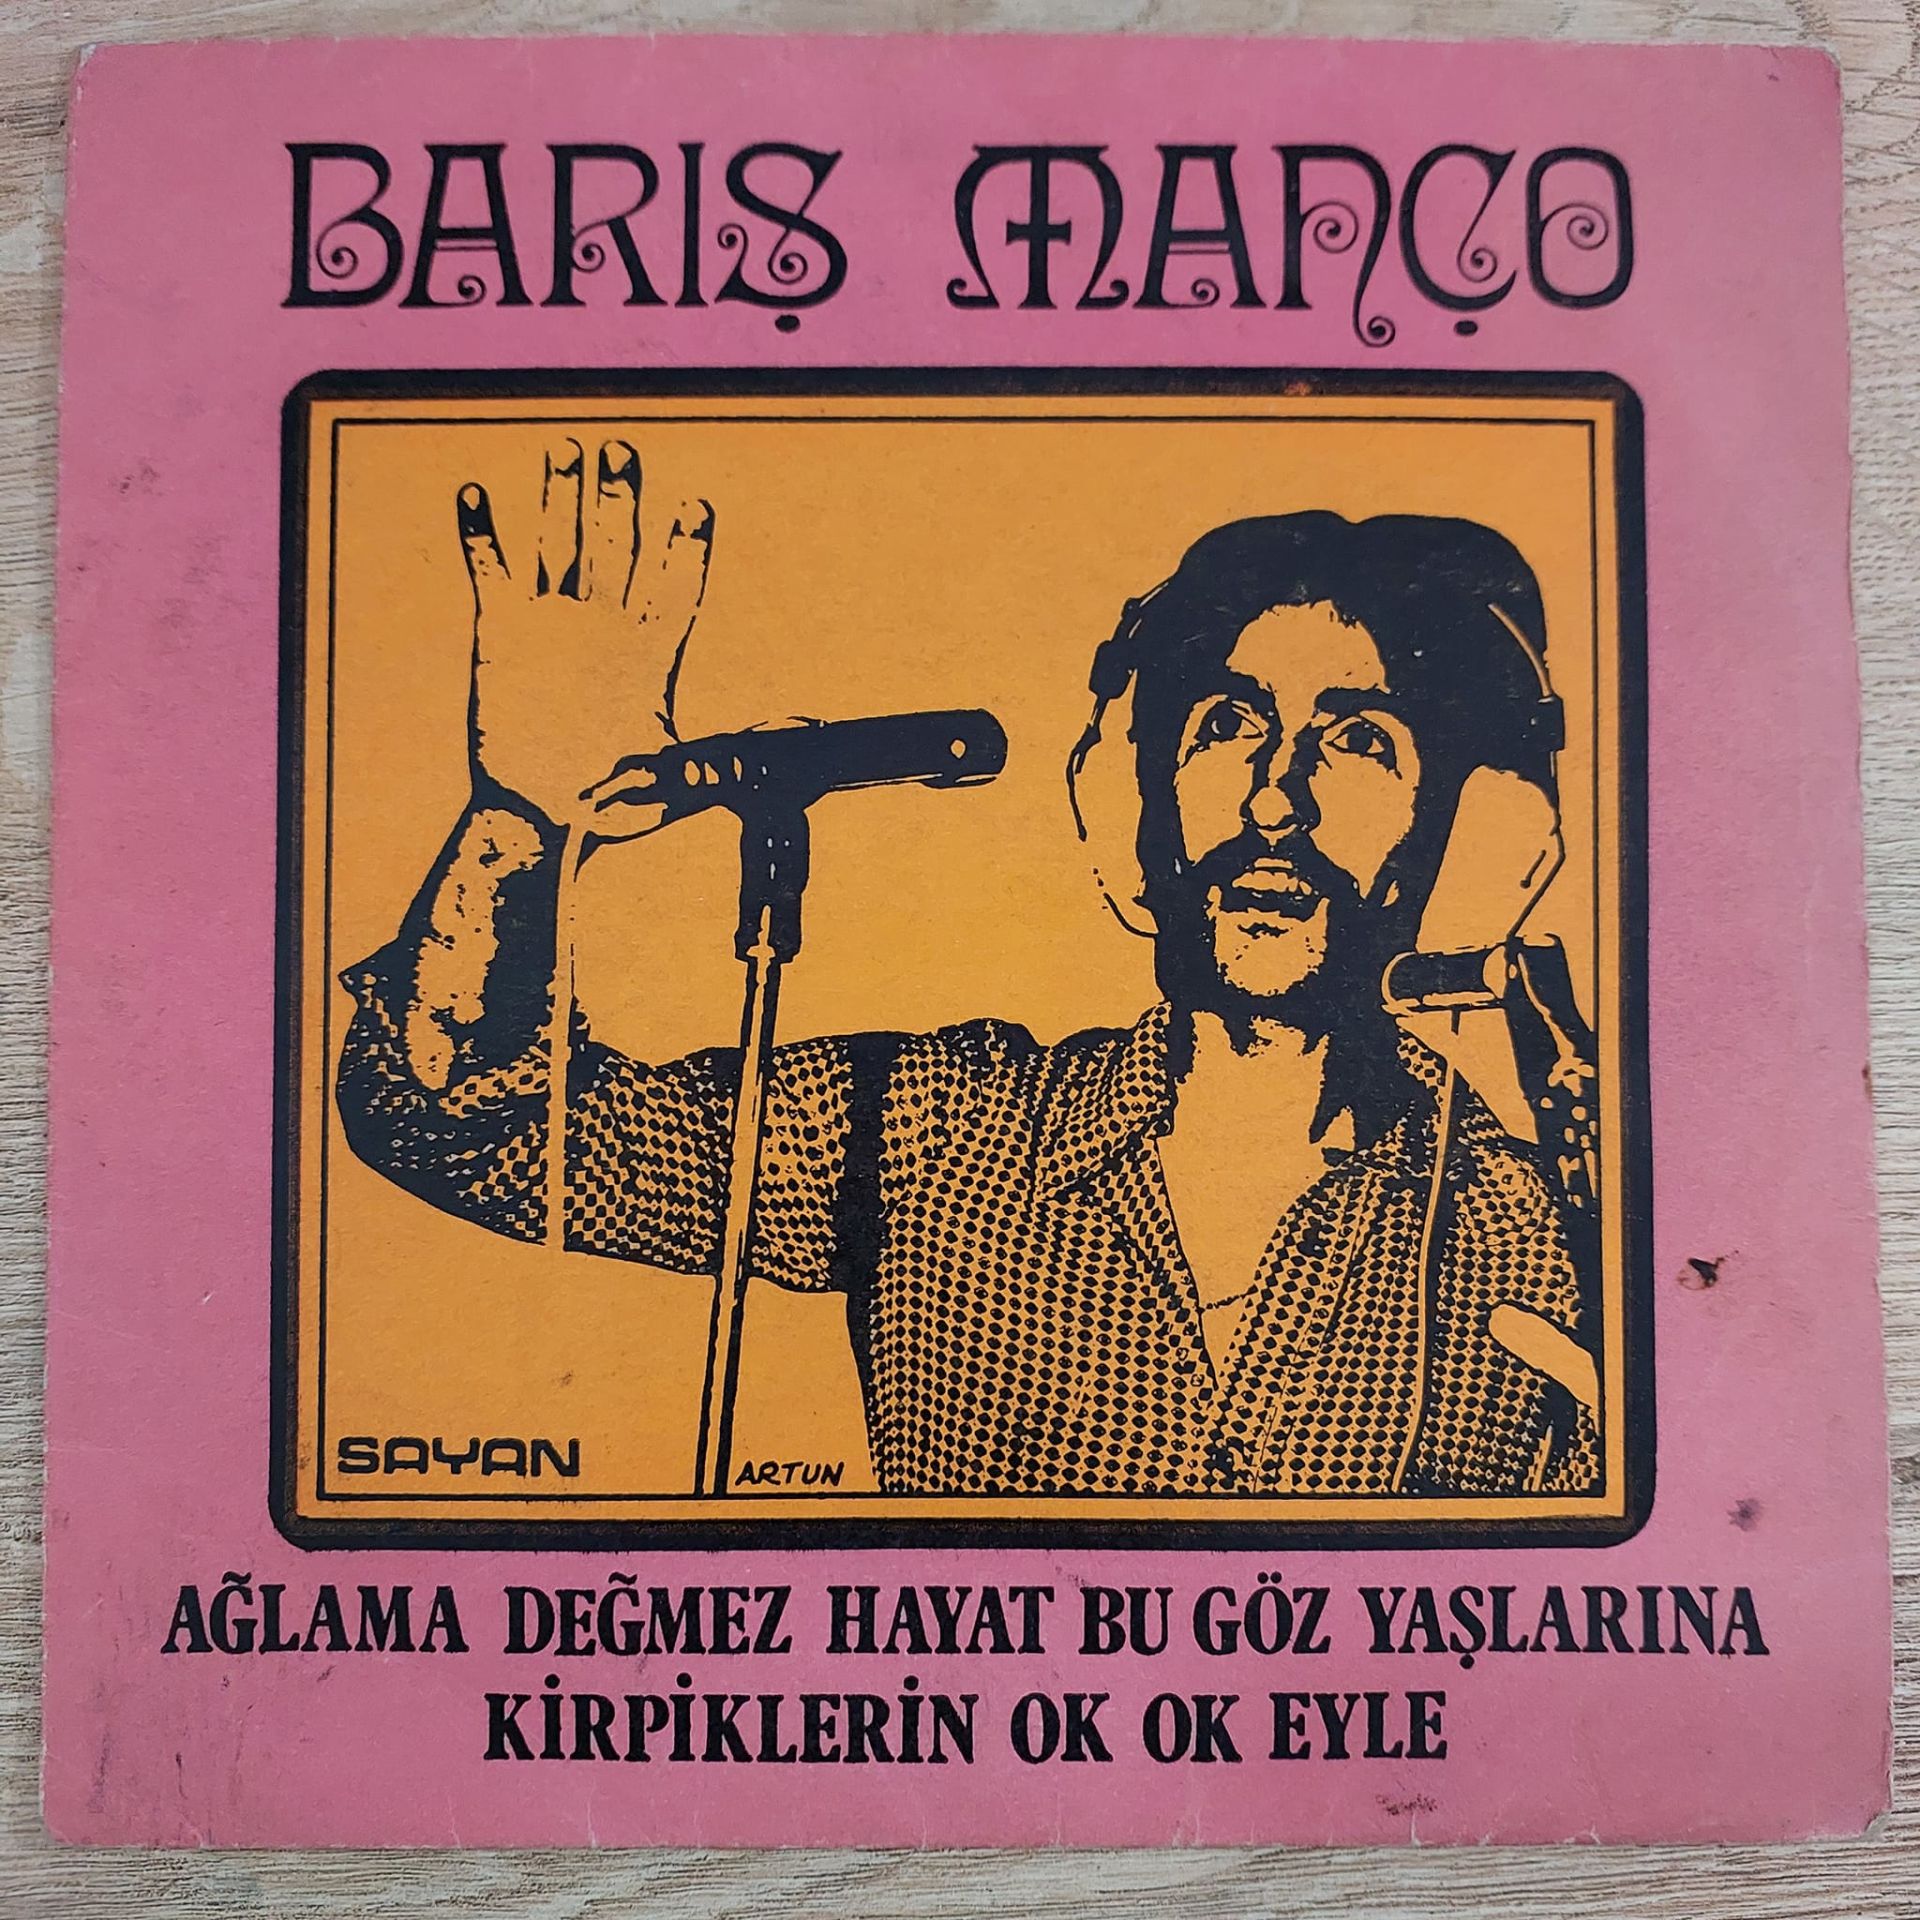 BARIŞ MANÇO
SAYAN
ARTUN
AĞLAMA DEĞMEZ HAYAT BU GÖZ YAŞLARINA
KİRPİKLERİN OK OK EYLE